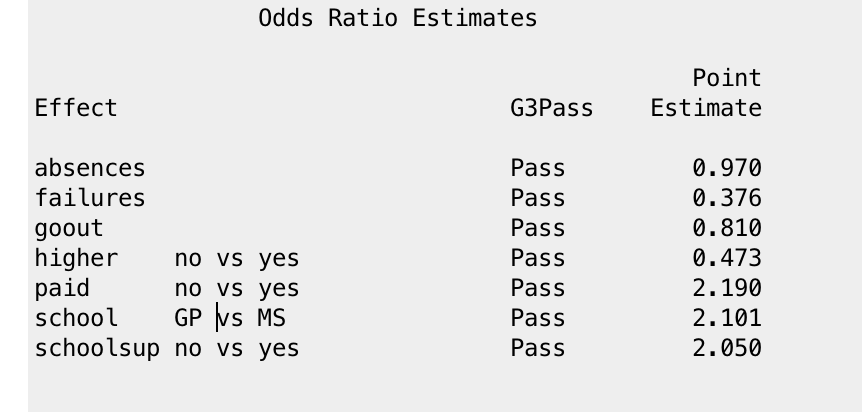 Odds Ratio Estimates
Point
Effect G3Pass Estimate
absences Pass 0.970
failures Pass 0.376
goout Pass 0.810
higher no vs yes Pass 0.473
paid no vs yes Pass 2.190
school GP vs MS Pass 2.101
schoolsup no vs yes Pass 2.050